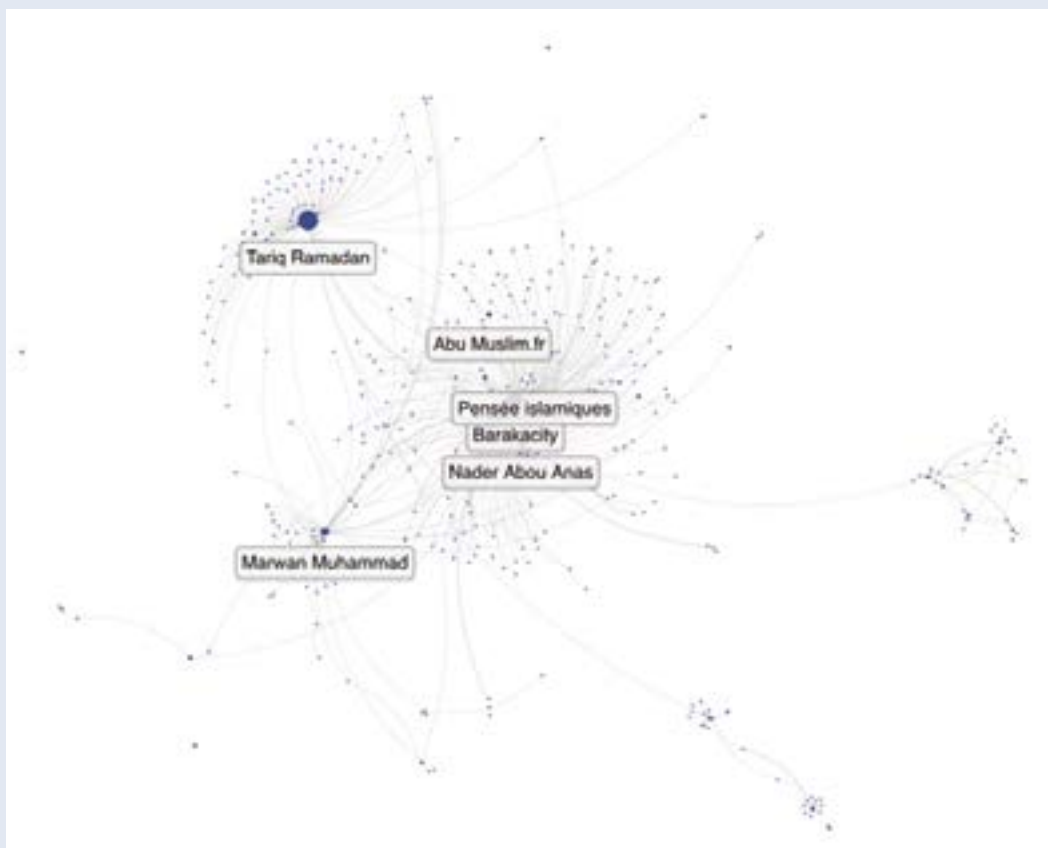 Tariq Ramadan
Abu Muslim.fr
Pensée islamiques
Barakacity
Nader Abou Anas
Marwan Muhammad